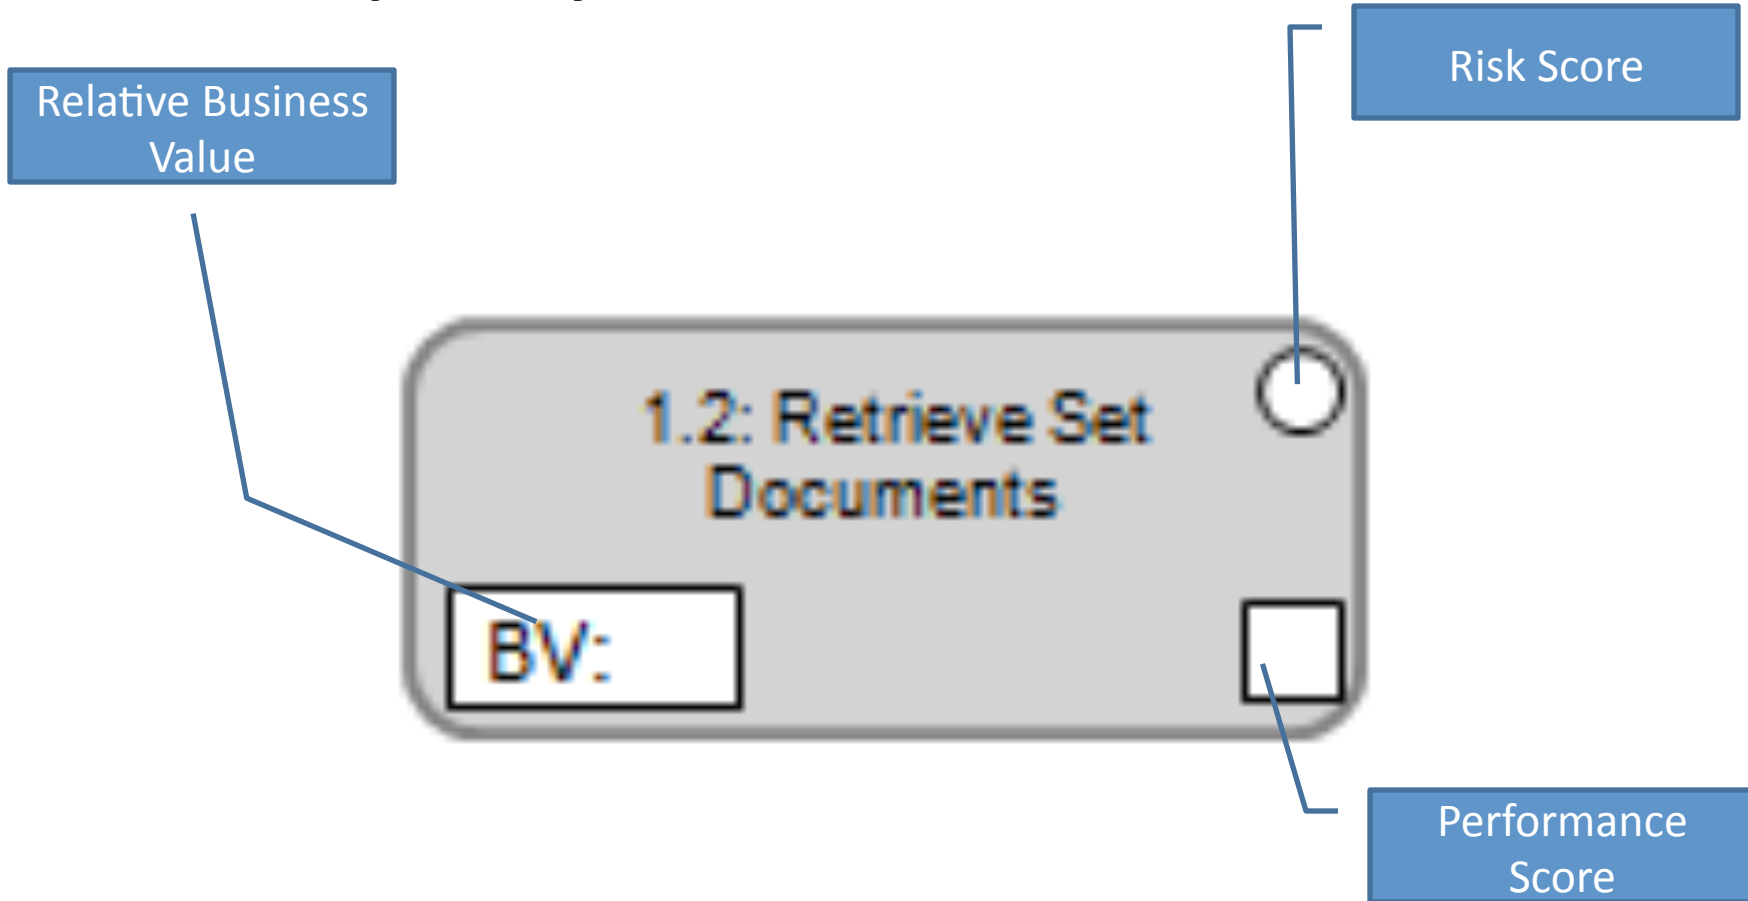 Risk Score
Relative Business
Value
1.2: Retrieve Set
Documents
BV:
Performance
Score